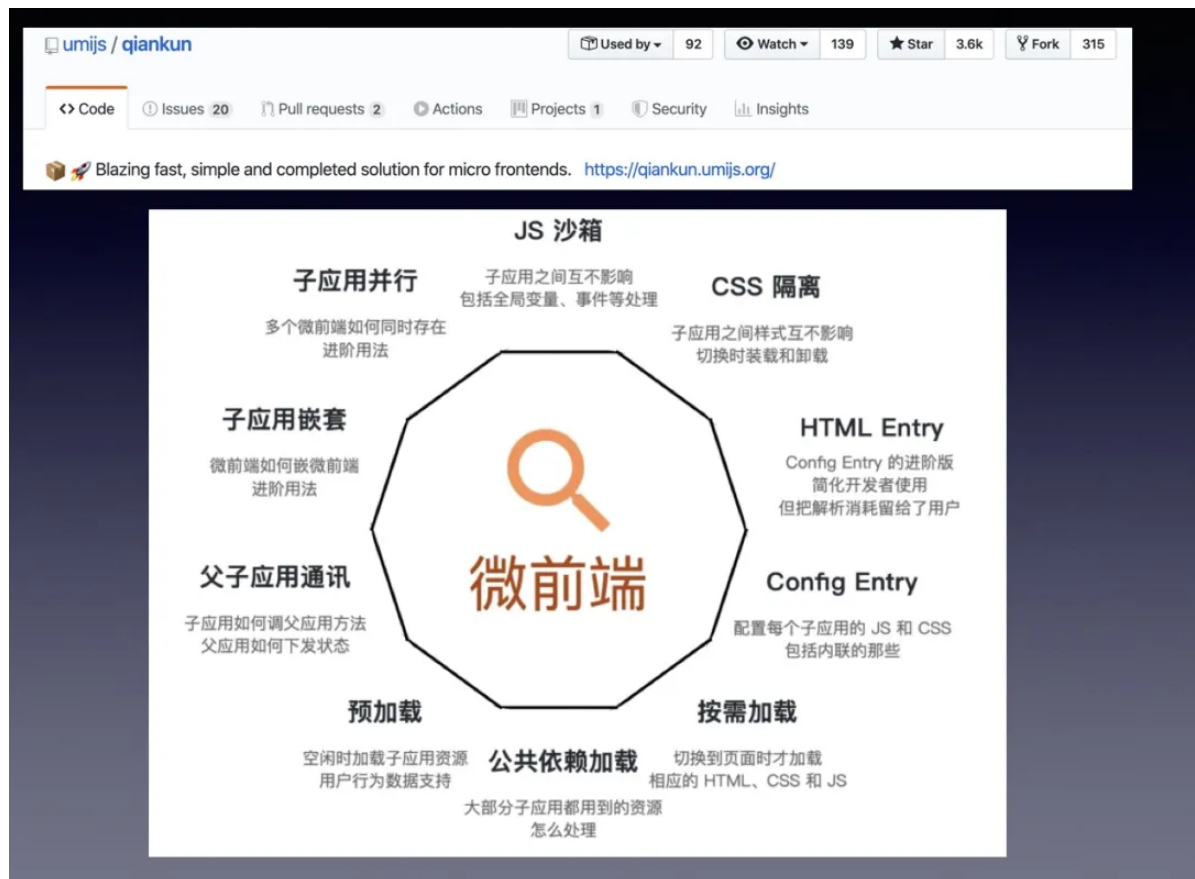 umijs / qiankun
Used by 92 Watch 139 Star 3.6k Fork 315
Code Issues 20 Pull requests 2 Actions Projects 1 Security Insights
Blazing fast, simple and completed solution for micro frontends. https://qiankun.umijs.org/
JS 沙箱
子应用之间互不影响
包括全局变量、事件等处理
CSS 隔离
子应用之间样式互不影响
切换时装载和卸载
HTML Entry
Config Entry 的进阶版
简化开发者使用
但把解析消耗留给了用户
Config Entry
配置每个子应用的 JS 和 CSS
包括内联的那些
按需加载
切换到页面时才加载
相应的 HTML、CSS 和 JS
公共依赖加载
大部分子应用都用到的资源
怎么处理
预加载
空闲时加载子应用资源
用户行为数据支持
父子应用通讯
子应用如何调父应用方法
父应用如何下发状态
子应用嵌套
微前端如何嵌微前端
进阶用法
子应用并行
多个微前端如何同时存在
进阶用法
微前端